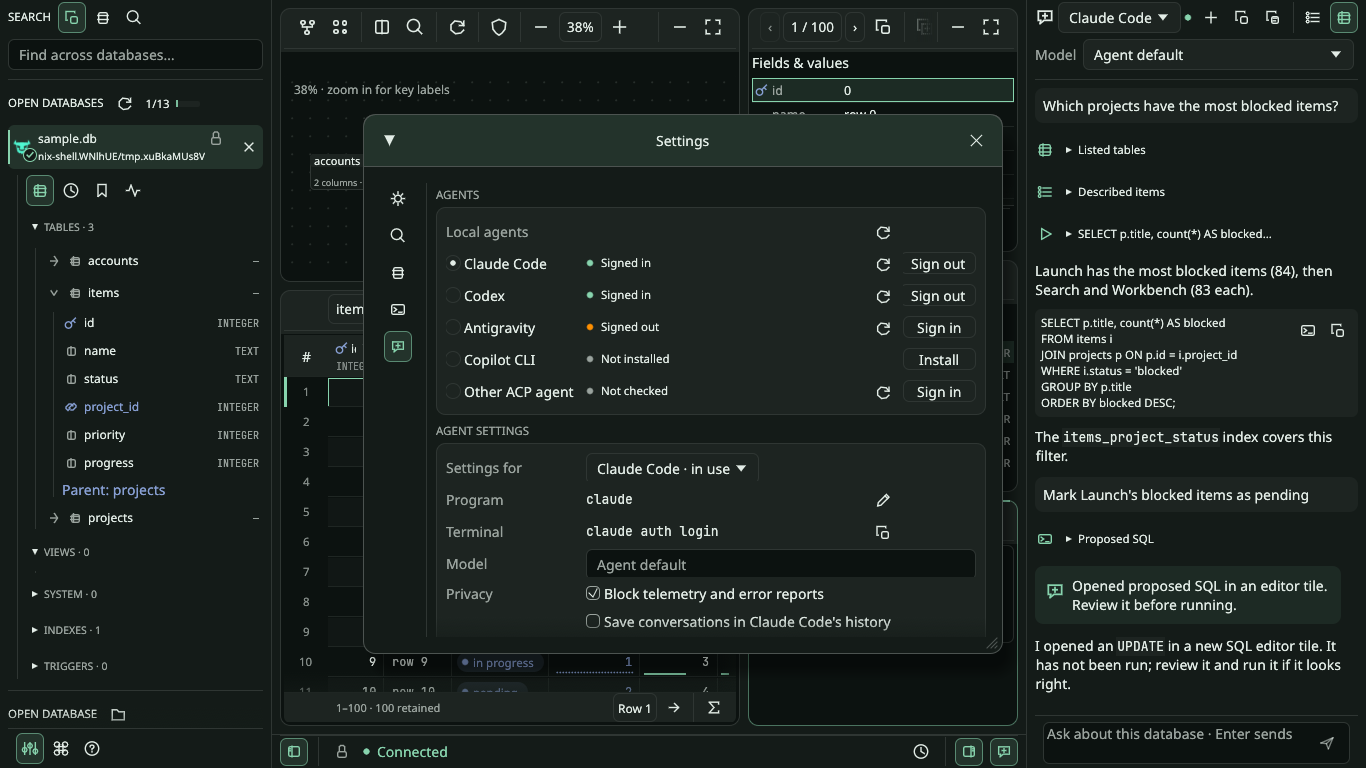 SEARCH
Find across databases...
OPEN DATABASES 1/13
sample.db
nix-shell.WNlhUE/tmp.xuBkaMUs8V
TABLES · 3
accounts –
items –
id INTEGER
name TEXT
status TEXT
project_id INTEGER
priority INTEGER
progress INTEGER
Parent: projects
projects –
VIEWS · 0
SYSTEM · 0
INDEXES · 1
TRIGGERS · 0
OPEN DATABASE
38%
38% · zoom in for key labels
accounts
2 columns ·
item
#
INTEG
1
2
3
4
5
6
7
8
9
10 9 row 9 in progress 1 3
11 10 row 10 pending 2 4
1–100 · 100 retained Row 1
Connected
1 / 100
Fields & values
id 0
name row 0
Settings
AGENTS
Local agents
Claude Code Signed in Sign out
Codex Signed in Sign out
Antigravity Signed out Sign in
Copilot CLI Not installed Install
Other ACP agent Not checked Sign in
AGENT SETTINGS
Settings for Claude Code · in use
Program claude
Terminal claude auth login
Model Agent default
Privacy Block telemetry and error reports
Save conversations in Claude Code's history
Claude Code
Model Agent default
Which projects have the most blocked items?
Listed tables
Described items
SELECT p.title, count(*) AS blocked...
Launch has the most blocked items (84), then
Search and Workbench (83 each).
SELECT p.title, count(*) AS blocked
FROM items i
JOIN projects p ON p.id = i.project_id
WHERE i.status = 'blocked'
GROUP BY p.title
ORDER BY blocked DESC;
The items_project_status index covers this
filter.
Mark Launch's blocked items as pending
Proposed SQL
Opened proposed SQL in an editor tile.
Review it before running.
I opened an UPDATE in a new SQL editor tile. It
has not been run; review it and run it if it looks
right.
Ask about this database · Enter sends